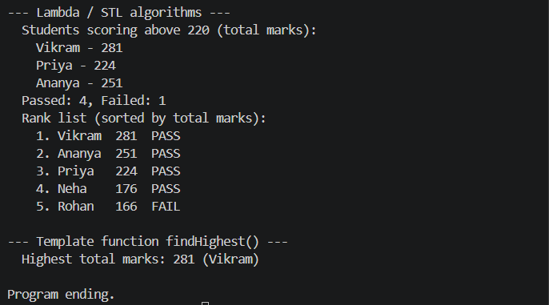 --- Lambda / STL algorithms ---
  Students scoring above 220 (total marks):
    Vikram - 281
    Priya - 224
    Ananya - 251
  Passed: 4, Failed: 1
  Rank list (sorted by total marks):
    1. Vikram  281  PASS
    2. Ananya  251  PASS
    3. Priya   224  PASS
    4. Neha    176  PASS
    5. Rohan   166  FAIL

--- Template function findHighest() ---
  Highest total marks: 281 (Vikram)

Program ending.